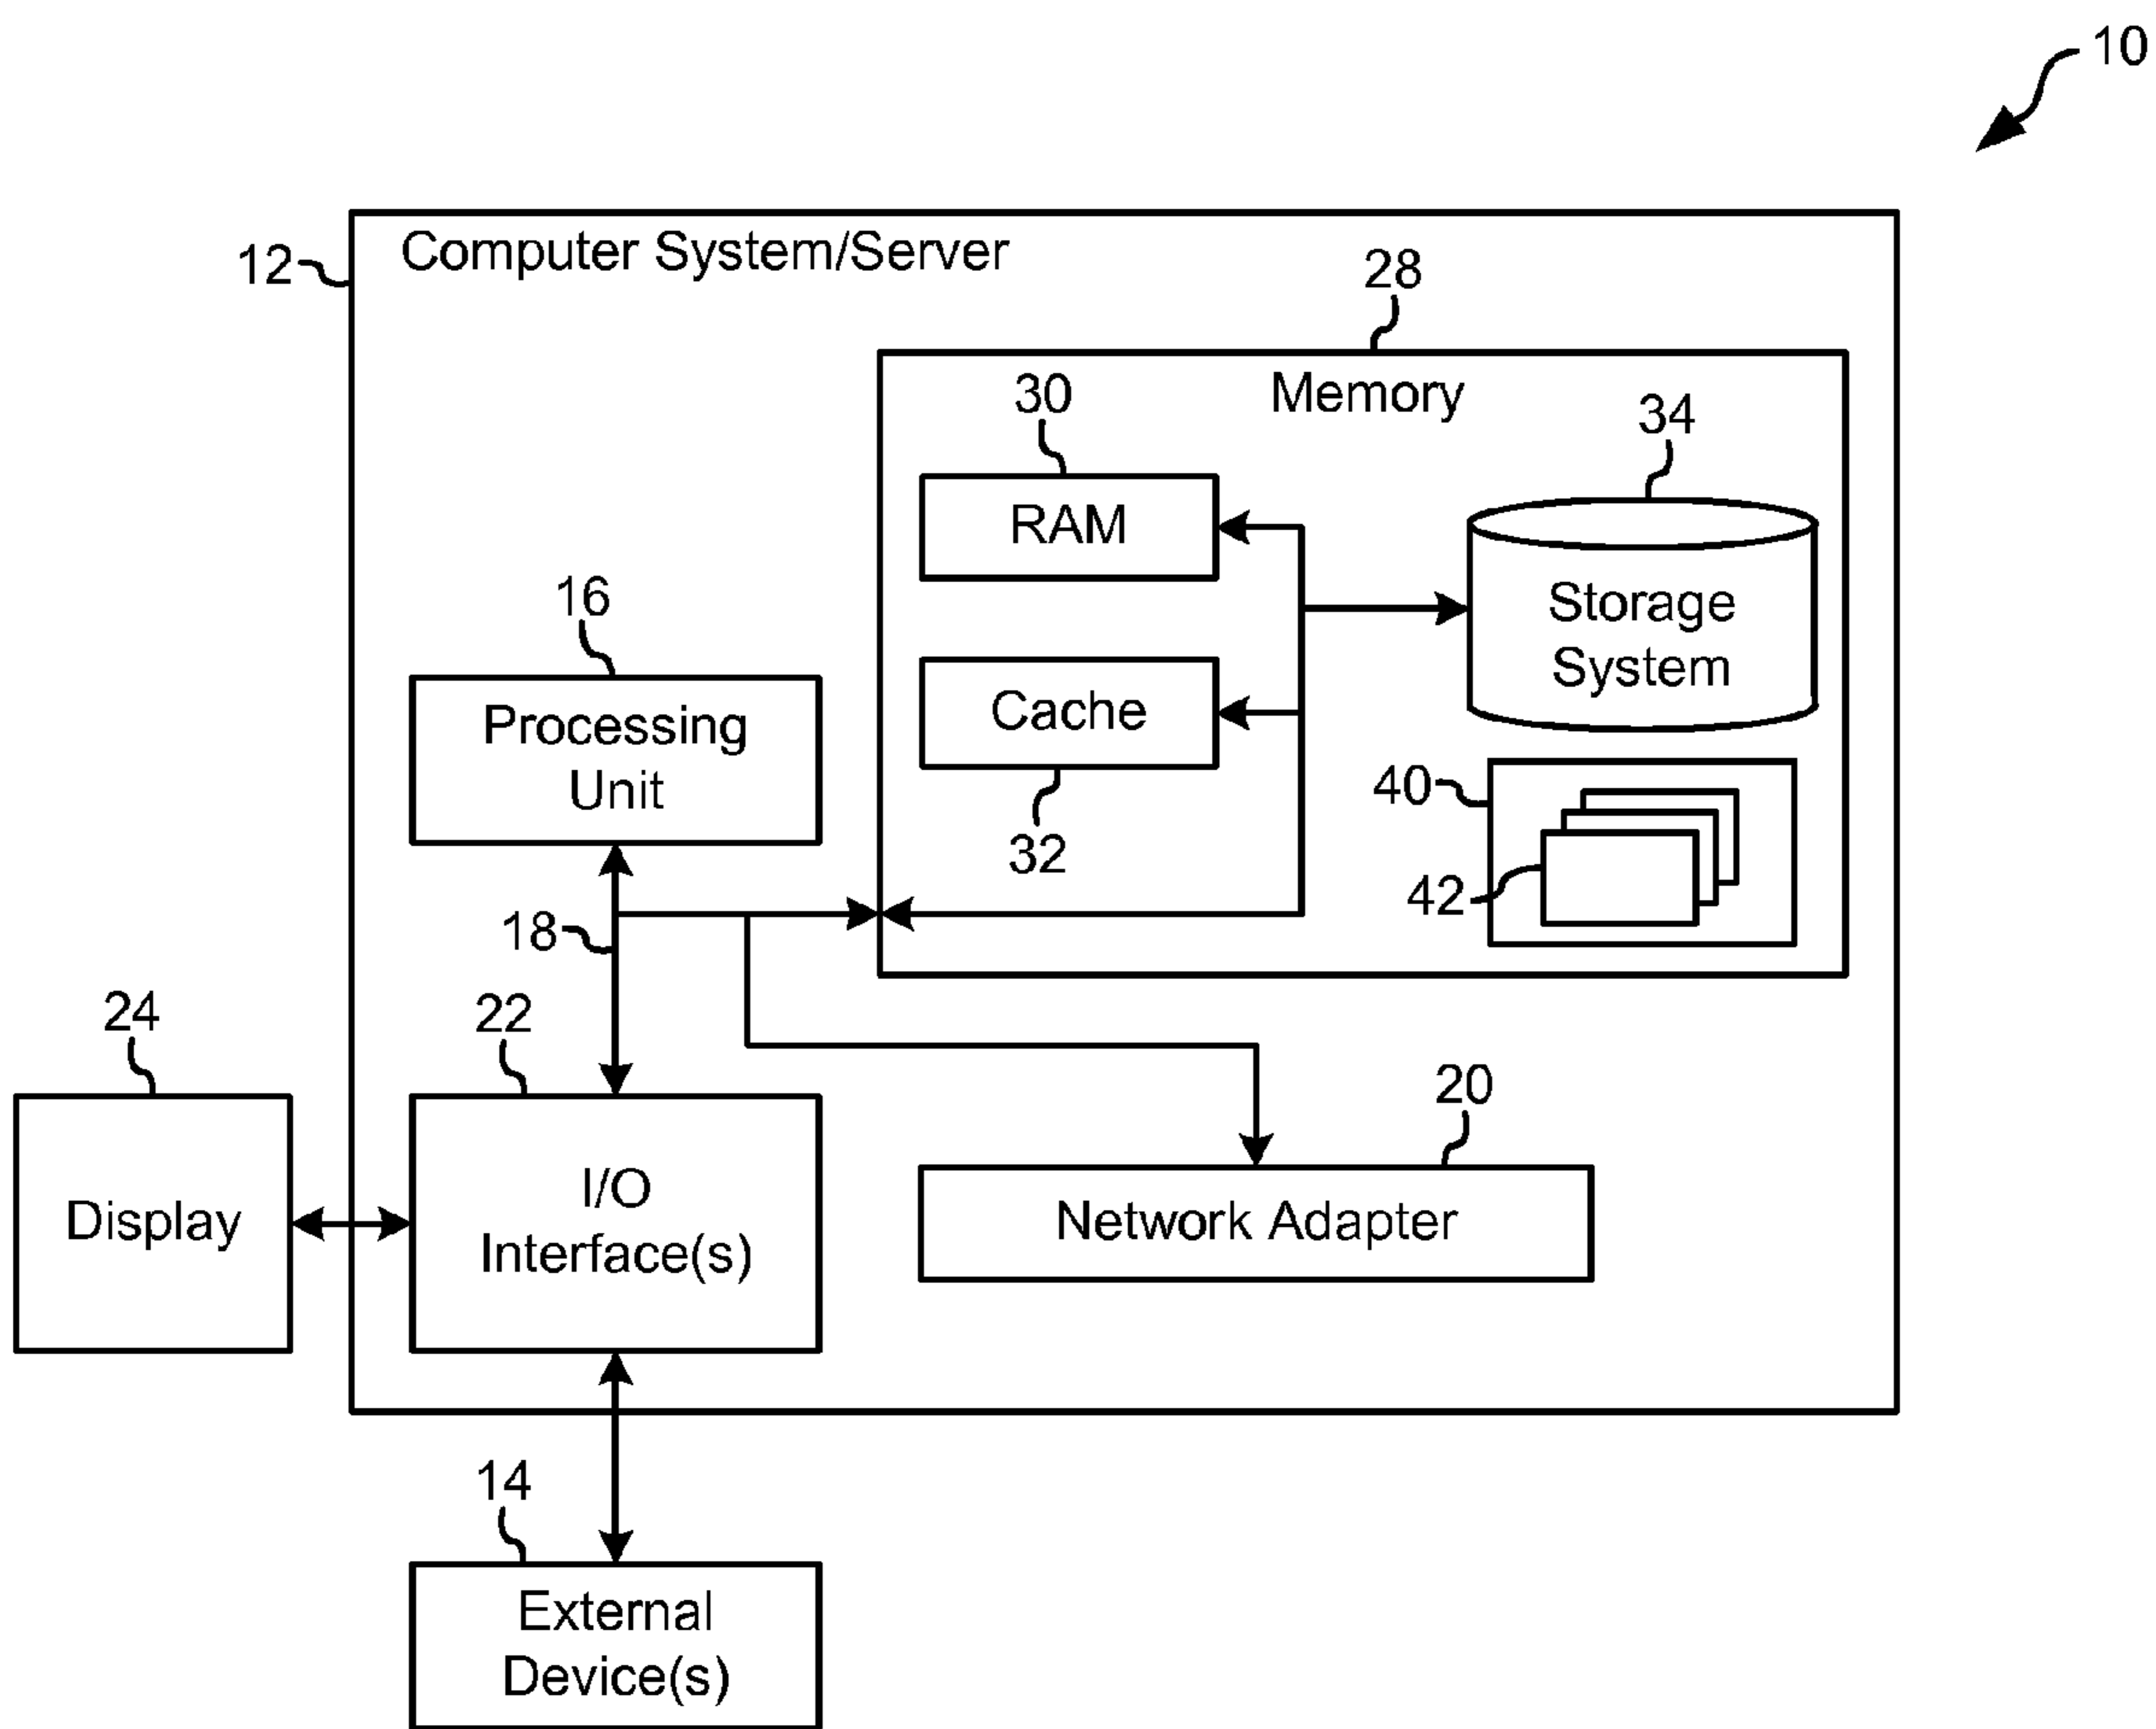 10
12
Computer System/Server
28
Memory
30
34
RAM
Storage
System
16
Processing
Unit
Cache
32
40
42
18
24
22
20
Display
I/O
Interface(s)
Network Adapter
14
External
Device(s)